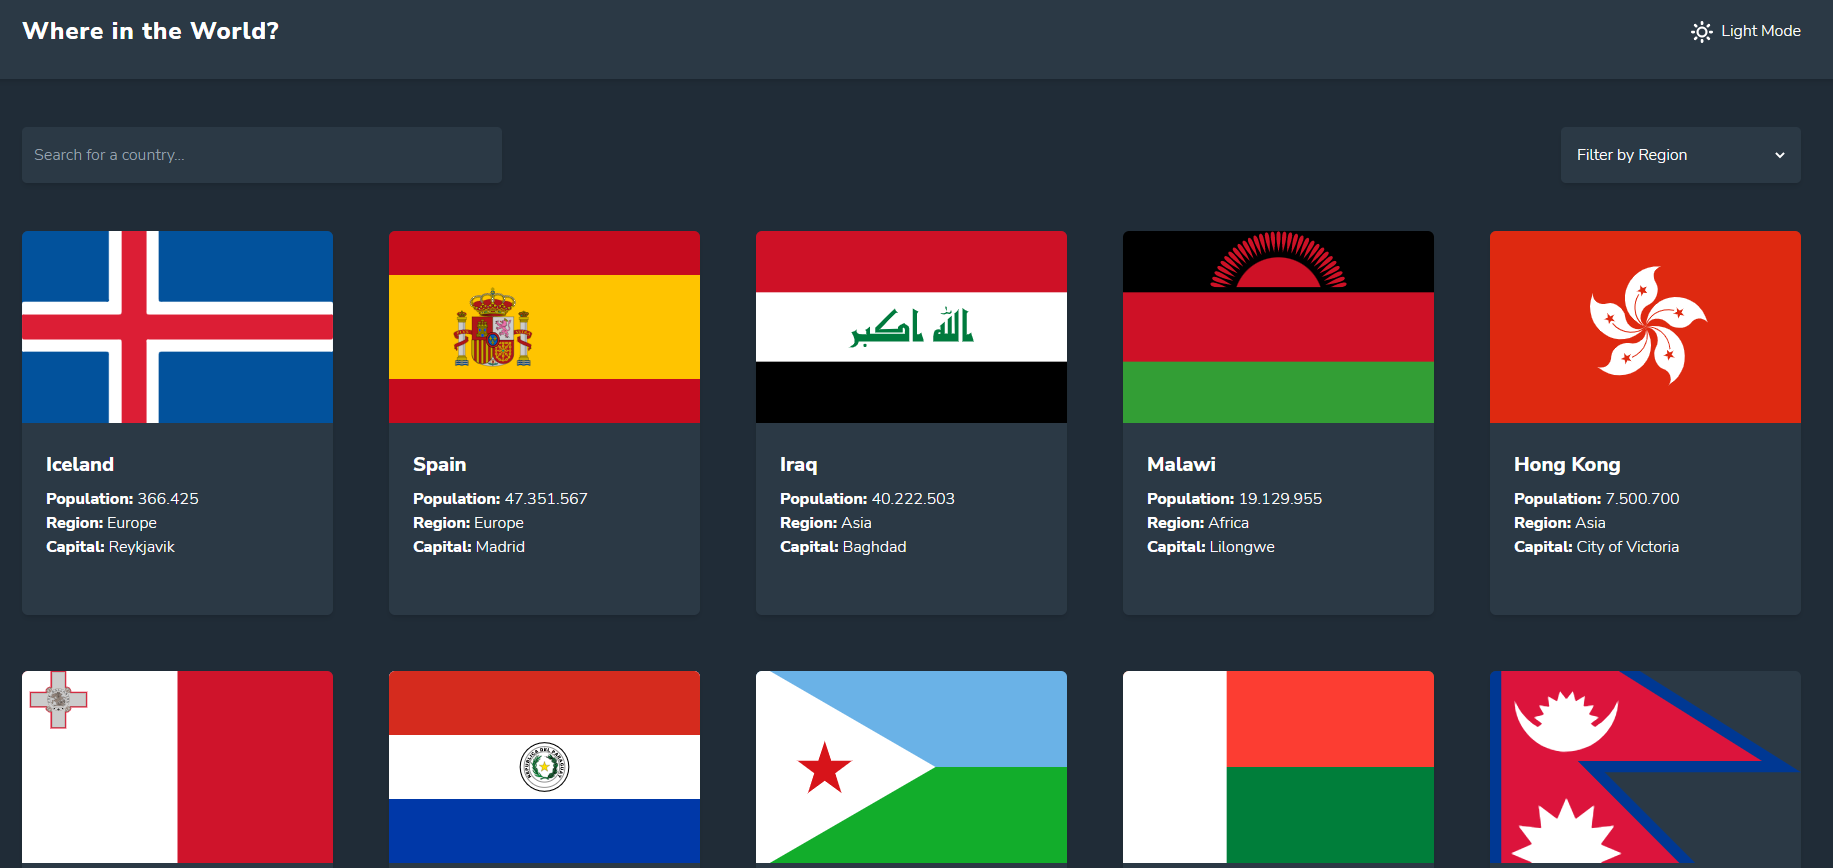 Where in the World?
Light Mode
Search for a country...
Filter by Region
الله اكبر
Iceland
Population: 366.425
Region: Europe
Capital: Reykjavik
Spain
Population: 47.351.567
Region: Europe
Capital: Madrid
Iraq
Population: 40.222.503
Region: Asia
Capital: Baghdad
Malawi
Population: 19.129.955
Region: Africa
Capital: Lilongwe
Hong Kong
Population: 7.500.700
Region: Asia
Capital: City of Victoria
REPUBLICA DEL PARAGUAY